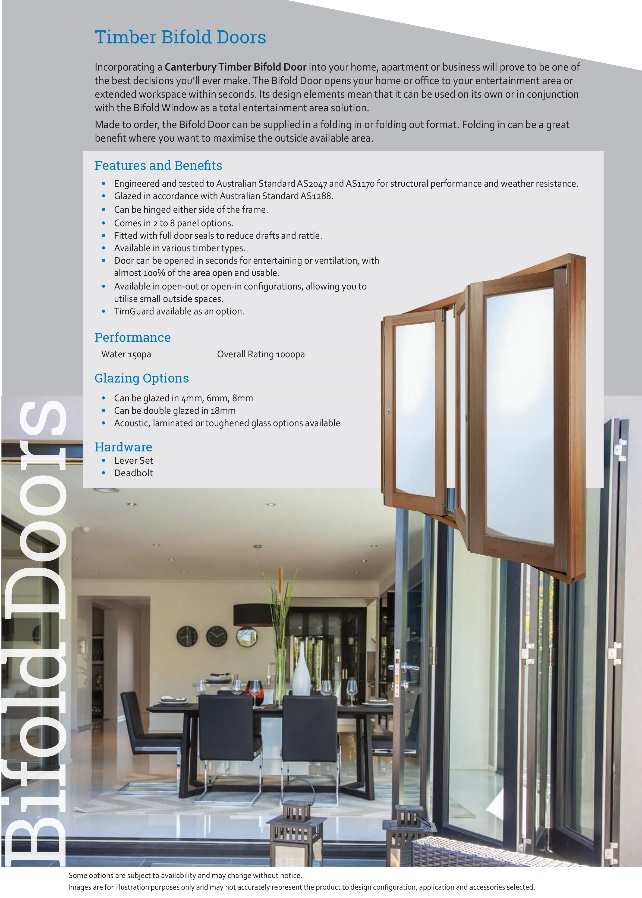 Timber Bifold Doors
Incorporating a Canterbury Timber Bifold Door into your home, apartment or business will prove to be one of
the best decisions you'll ever make. The Bifold Door opens your home or office to your entertainment area or
extended workspace within seconds. Its design elements mean that it can be used on its own or in conjunction
with the Bifold Window as a total entertainment area solution.
Made to order, the Bifold Door can be supplied in a folding in or folding out format. Folding in can be a great
benefit where you want to maximise the outside available area.
Features and Benefits
• Engineered and tested to Australian Standard AS2047 and AS1170 for structural performance and weather resistance.
• Glazed in accordance with Australian Standard AS1288.
• Can be hinged either side of the frame.
• Comes in 2 to 8 panel options.
• Fitted with full door seals to reduce drafts and rattle.
• Available in various timber types.
• Door can be opened in seconds for entertaining or ventilation, with
almost 100% of the area open and usable.
• Available in open-out or open-in configurations, allowing you to
utilise small outside spaces.
• TimGuard available as an option.
Performance
Water 150pa Overall Rating 1000pa
Glazing Options
• Can be glazed in 4mm, 6mm, 8mm
• Can be double glazed in 18mm
• Acoustic, laminated or toughened glass options available
Hardware
• Lever Set
• Deadbolt
Bifold Doors
Some options are subject to availability and may change without notice.
Images are for illustration purposes only and may not accurately represent the product to design configuration, application and accessories selected.